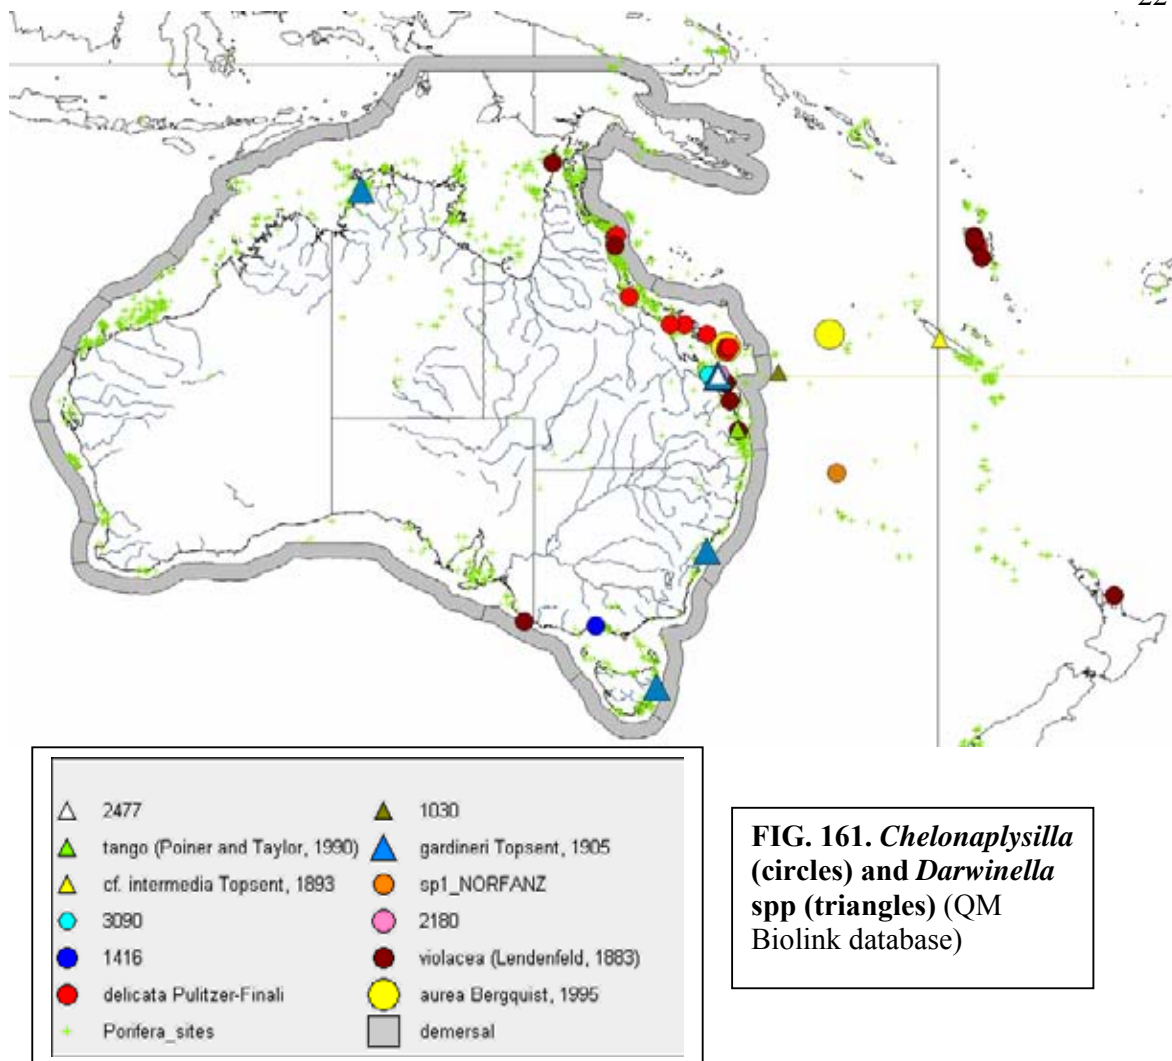 22
2477
1030
tango (Poiner and Taylor, 1990)
gardineri Topsent, 1905
cf. intermedia Topsent, 1893
sp1_NORFANZ
3090
2180
1416
violacea (Lendenfeld, 1883)
delicata Pulitzer-Finali
aurea Bergquist, 1995
Porifera_sites
demersal
FIG. 161. Chelonaplysilla
(circles) and Darwinella
spp (triangles) (QM
Biolink database)